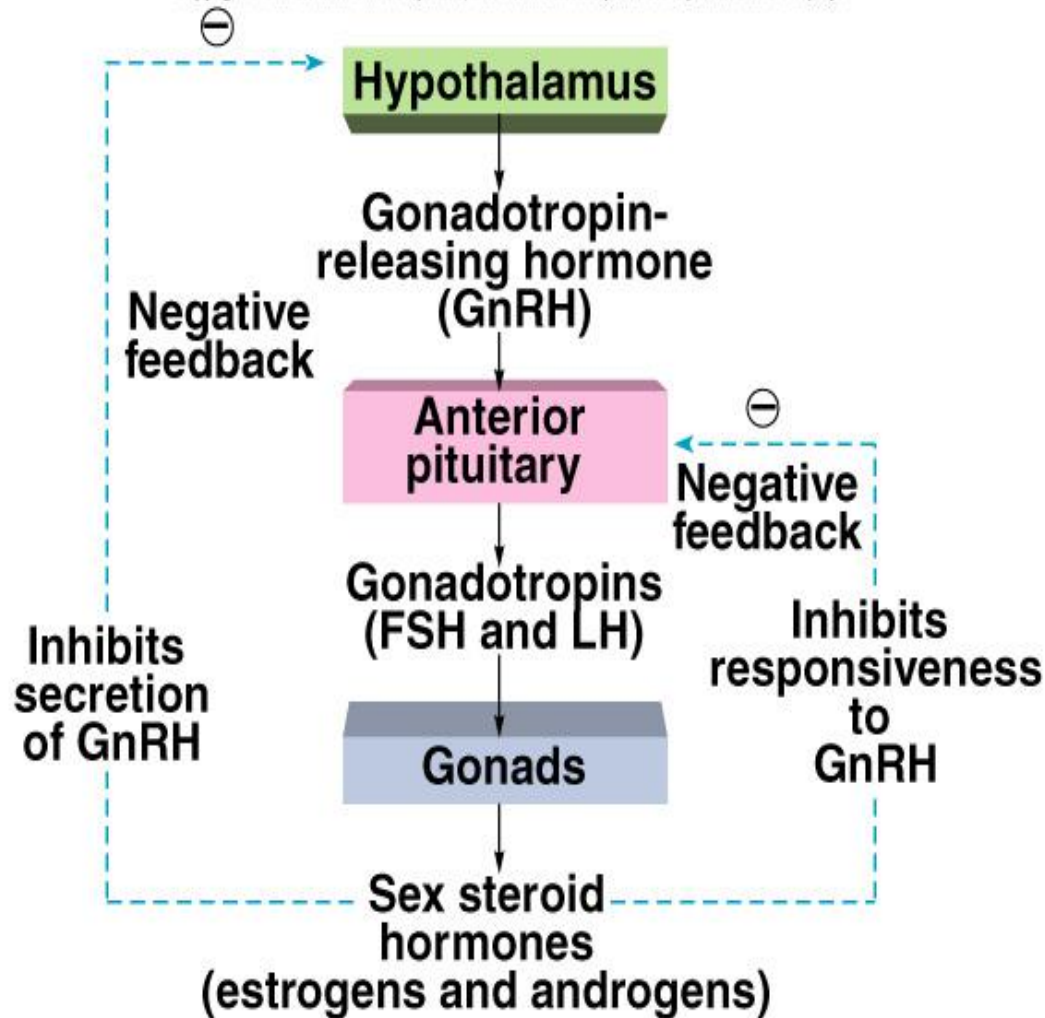 Hypothalamus
Gonadotropin-
releasing hormone
(GnRH)
Negative
feedback
Anterior
pituitary
Negative
feedback
Gonadotropins
(FSH and LH)
Inhibits
secretion
of GnRH
Inhibits
responsiveness
to
GnRH
Gonads
Sex steroid
hormones
(estrogens and androgens)